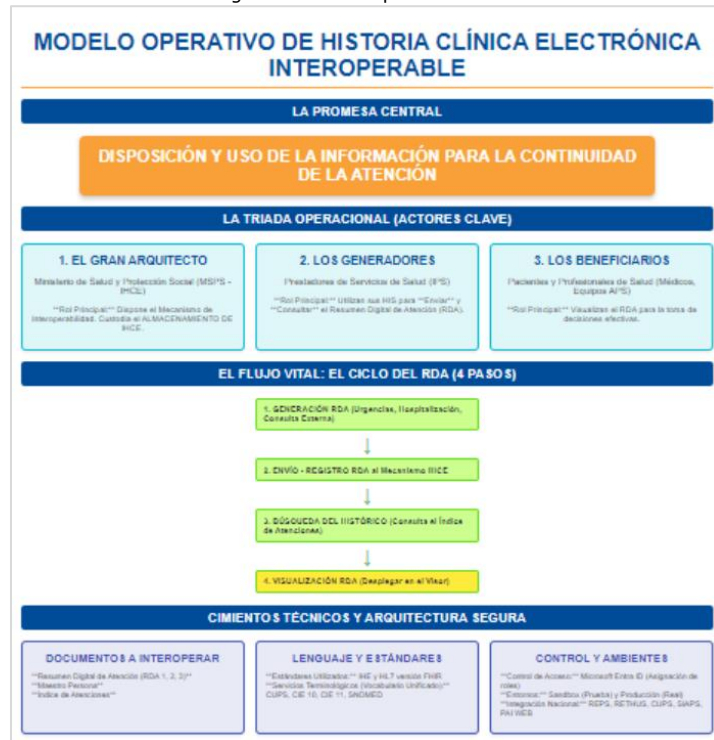 MODELO OPERATIVO DE HISTORIA CLÍNICA ELECTRÓNICA
INTEROPERABLE
LA PROMESA CENTRAL
DISPOSICIÓN Y USO DE LA INFORMACIÓN PARA LA CONTINUIDAD
DE LA ATENCIÓN
LA TRIADA OPERACIONAL (ACTORES CLAVE)
1. EL GRAN ARQUITECTO
Ministerio de Salud y Protección Social (MSPS -
IHCE)
**Rol Principal:** Dispone el Mecanismo de
Interoperabilidad. Custodia el ALMACENAMIENTO DE
IHCE.
2. LOS GENERADORES
Prestadores de Servicios de Salud (IPS)
**Rol Principal:** Utilizan sus HIS para **Enviar** y
**Consultar** el Resumen Digital de Atención (RDA).
3. LOS BENEFICIARIOS
Pacientes y Profesionales de Salud (Médicos,
Equipos APS)
**Rol Principal:** Visualizan el RDA para la toma de
decisiones efectivas.
EL FLUJO VITAL: EL CICLO DEL RDA (4 PASOS)
1. GENERACIÓN RDA (Urgencias, Hospitalización,
Consulta Externa)
2. ENVÍO - REGISTRO RDA al Mecanismo IHCE
3. BÚSQUEDA DEL HISTÓRICO (Consulta el Índice
de Atenciones)
4. VISUALIZACIÓN RDA (Desplegar en el Visor)
CIMIENTOS TÉCNICOS Y ARQUITECTURA SEGURA
DOCUMENTOS A INTEROPERAR
**Resumen Digital de Atención (RDA 1, 2, 3)**
**Maestro Persona**
**Índice de Atenciones**
LENGUAJE Y ESTÁNDARES
**Estándares Utilizados:** IHE y HL7 versión FHIR.
**Servicios Terminológicos (Vocabulario Unificado):**
CUPS, CIE 10, CIE 11, SNOMED
CONTROL Y AMBIENTES
**Control de Acceso:** Microsoft Entra ID (Asignación de
roles)
**Entornos:** Sandbox (Prueba) y Producción (Real)
**Integración Nacional:** REPS, RETHUS, CUPS, SIAPS,
PAI WEB